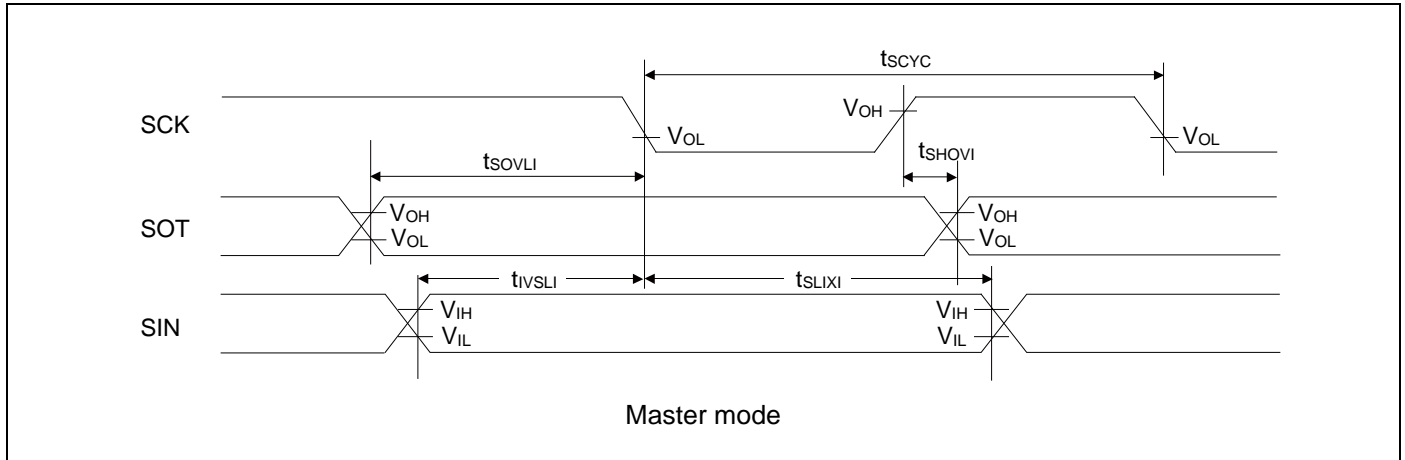 tSCYC
SCK
VOH
VOL
VOL
tSHOVI
tSOVLI
SOT
VOH
VOL
VOH
VOL
tIVSLI
tSLIXI
SIN
VIH
VIL
VIH
VIL
Master mode